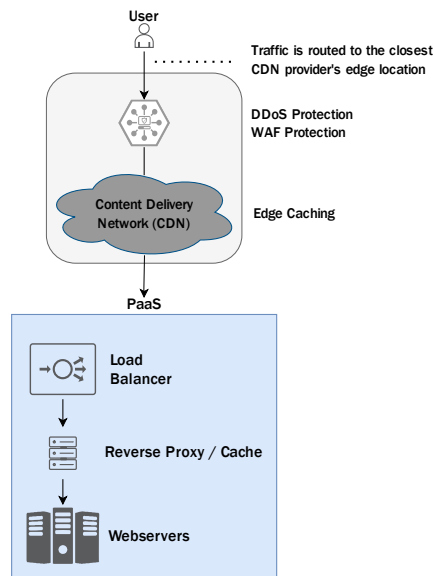 User
Traffic is routed to the closest
CDN provider's edge location
DDoS Protection
WAF Protection
Content Delivery
Network (CDN)
Edge Caching
PaaS
Load
Balancer
Reverse Proxy / Cache
Webservers